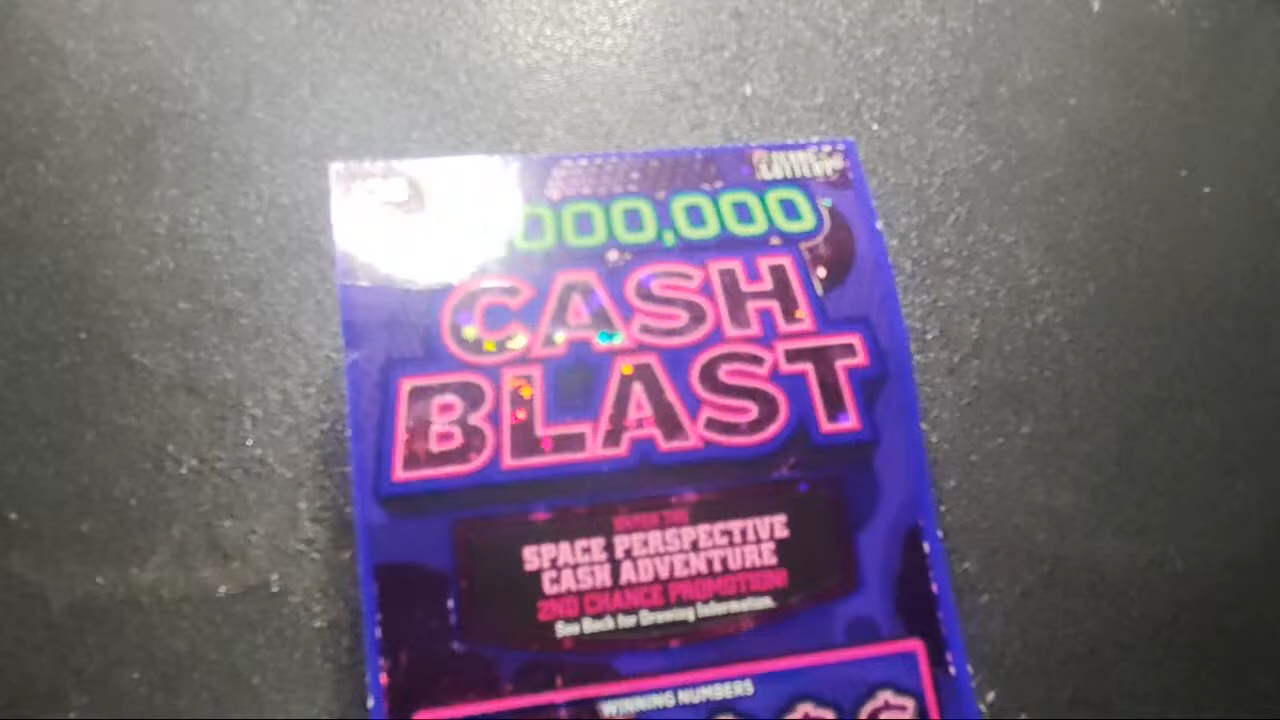 LOTTERY
000,000
CASH
BLAST
ENTER THE
SPACE PERSPECTIVE
CASH ADVENTURE
2ND CHANCE PROMOTION!
See Back for Drawing Information.
WINNING NUMBERS